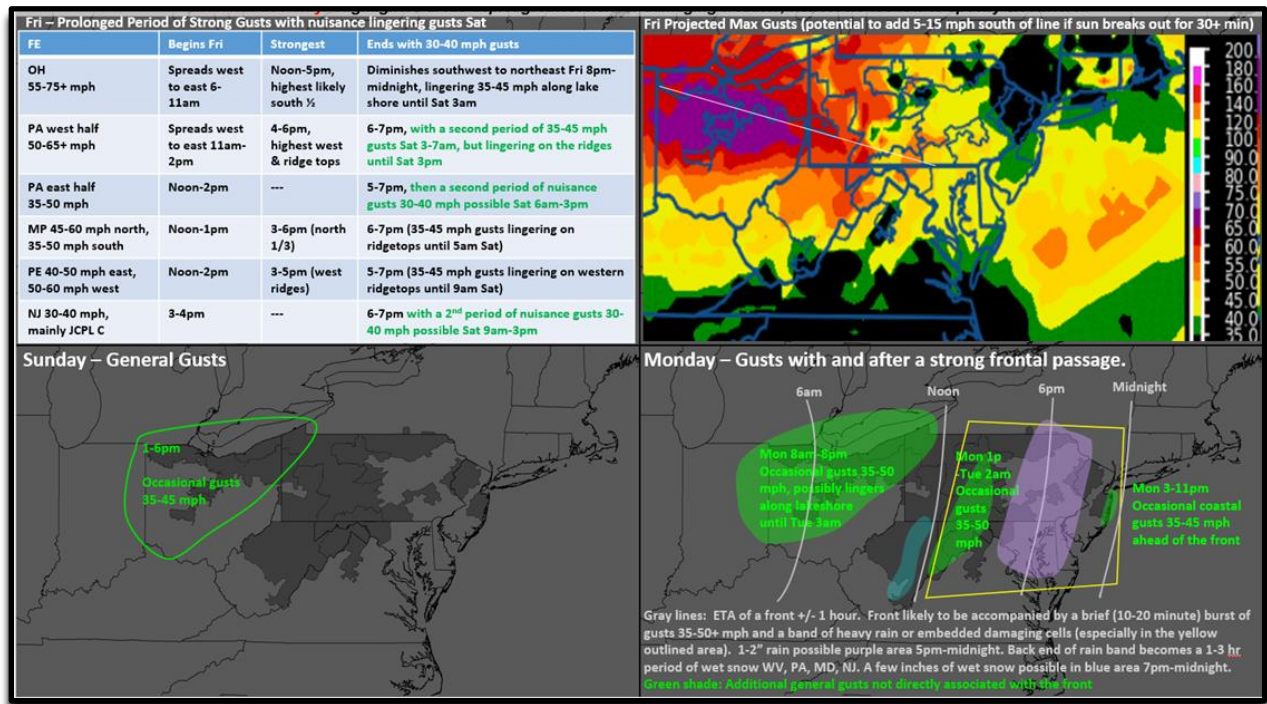 Fri – Prolonged Period of Strong Gusts with nuisance lingering gusts Sat
FE
Begins Fri
Strongest
Ends with 30-40 mph gusts
OH
55-75+ mph
Spreads west
to east 6-
11am
Noon-5pm,
highest likely
south ½
Diminishes southwest to northeast Fri 8pm-
midnight, lingering 35-45 mph along lake
shore until Sat 3am
PA west half
50-65+ mph
Spreads west
to east 11am-
2pm
4-6pm,
highest west
& ridge tops
6-7pm, with a second period of 35-45 mph
gusts Sat 3-7am, but lingering on the ridges
until Sat 3pm
PA east half
35-50 mph
Noon-2pm
---
5-7pm, then a second period of nuisance
gusts 30-40 mph possible Sat 6am-3pm
MP 45-60 mph north,
35-50 mph south
Noon-1pm
3-6pm (north
1/3)
6-7pm (35-45 mph gusts lingering on
ridgetops until 5am Sat)
PE 40-50 mph east,
50-60 mph west
Noon-2pm
3-5pm (west
ridges)
5-7pm (35-45 mph gusts lingering on western
ridgetops until 9am Sat)
NJ 30-40 mph,
mainly JCPL C
3-4pm
---
6-7pm with a 2nd period of nuisance gusts 30-
40 mph possible Sat 9am-3pm
Fri Projected Max Gusts (potential to add 5-15 mph south of line if sun breaks out for 30+ min)
200.
180.
160.
140.
120.
100.
90.0
80.0
75.0
70.0
65.0
60.0
55.0
50.0
45.0
40.0
35.0
Sunday – General Gusts
1-6pm
Occasional gusts
35-45 mph
Monday – Gusts with and after a strong frontal passage.
6am
Noon
6pm
Midnight
Mon 8am-8pm
Occasional gusts 35-50
mph, possibly lingers
along lakeshore
until Tue 3am
Mon 1p
-Tue 2am
Occasional
gusts
35-50
mph
Mon 3-11pm
Occasional coastal
gusts 35-45 mph
ahead of the front
Gray lines: ETA of a front +/- 1 hour. Front likely to be accompanied by a brief (10-20 minute) burst of
gusts 35-50+ mph and a band of heavy rain or embedded damaging cells (especially in the yellow
outlined area). 1-2” rain possible purple area 5pm-midnight. Back end of rain band becomes a 1-3 hr
period of wet snow WV, PA, MD, NJ. A few inches of wet snow possible in blue area 7pm-midnight.
Green shade: Additional general gusts not directly associated with the front